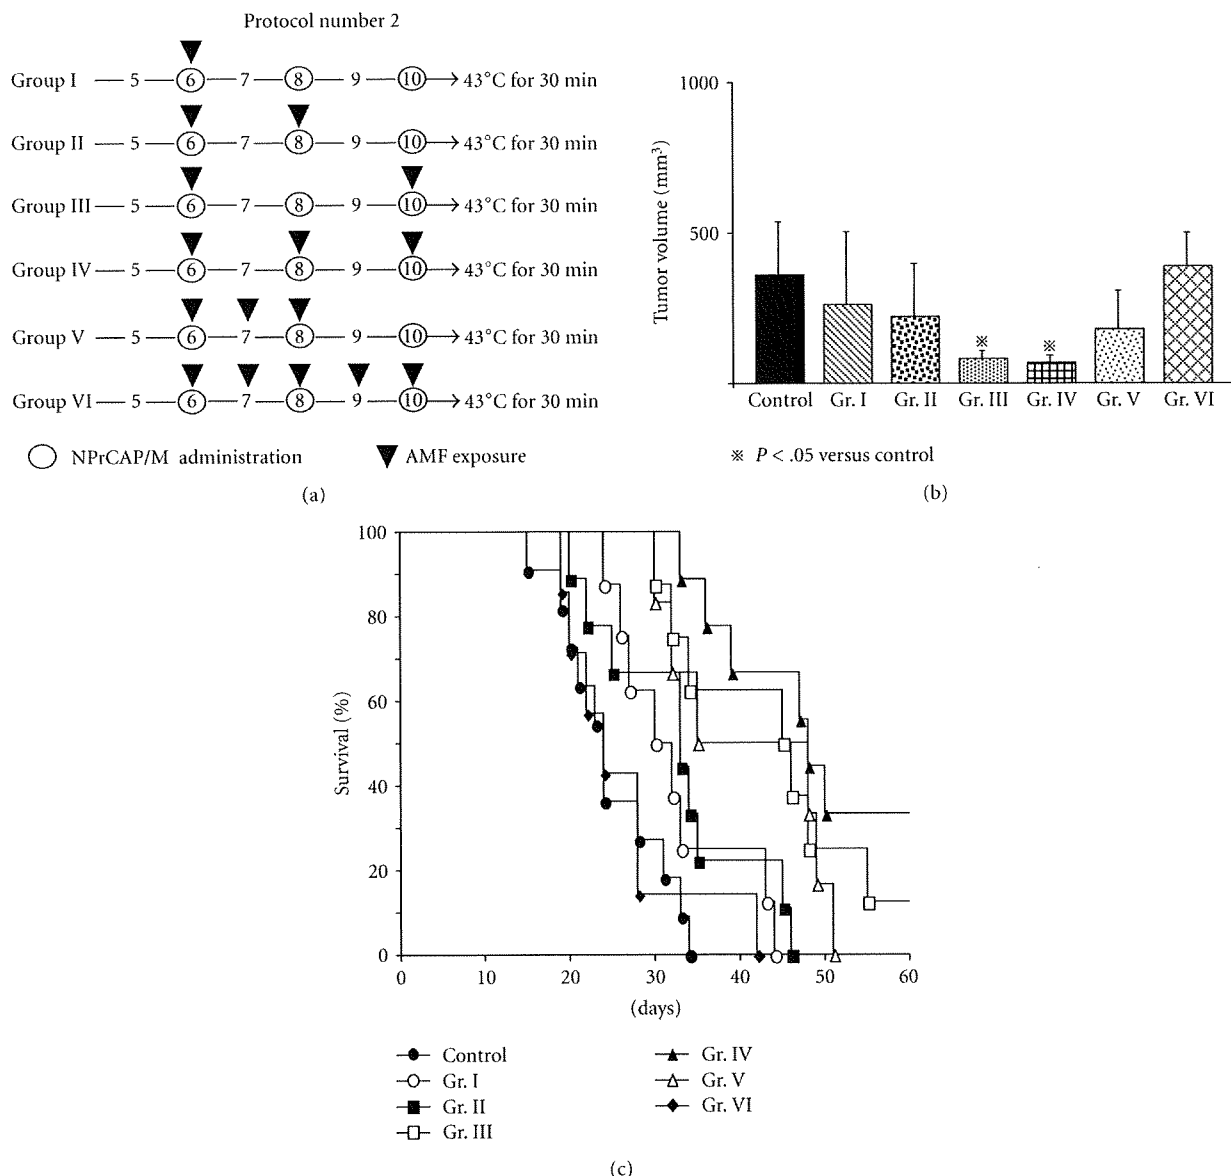 Protocol number 2
Group I — 5 — 6 — 7 — 8 — 9 — 10 → 43°C for 30 min
Group II — 5 — 6 — 7 — 8 — 9 — 10 → 43°C for 30 min
Group III — 5 — 6 — 7 — 8 — 9 — 10 → 43°C for 30 min
Group IV — 5 — 6 — 7 — 8 — 9 — 10 → 43°C for 30 min
Group V — 5 — 6 — 7 — 8 — 9 — 10 → 43°C for 30 min
Group VI — 5 — 6 — 7 — 8 — 9 — 10 → 43°C for 30 min
NPrCAP/M administration
AMF exposure
(a)
1000
500
Tumor volume (mm³)
※ ※
Control Gr. I Gr. II Gr. III Gr. IV Gr. V Gr. VI
※ P < .05 versus control
(b)
100
80
60
40
20
0
Survival (%)
0 10 20 30 40 50 60
(days)
Control
Gr. I
Gr. II
Gr. III
Gr. IV
Gr. V
Gr. VI
(c)